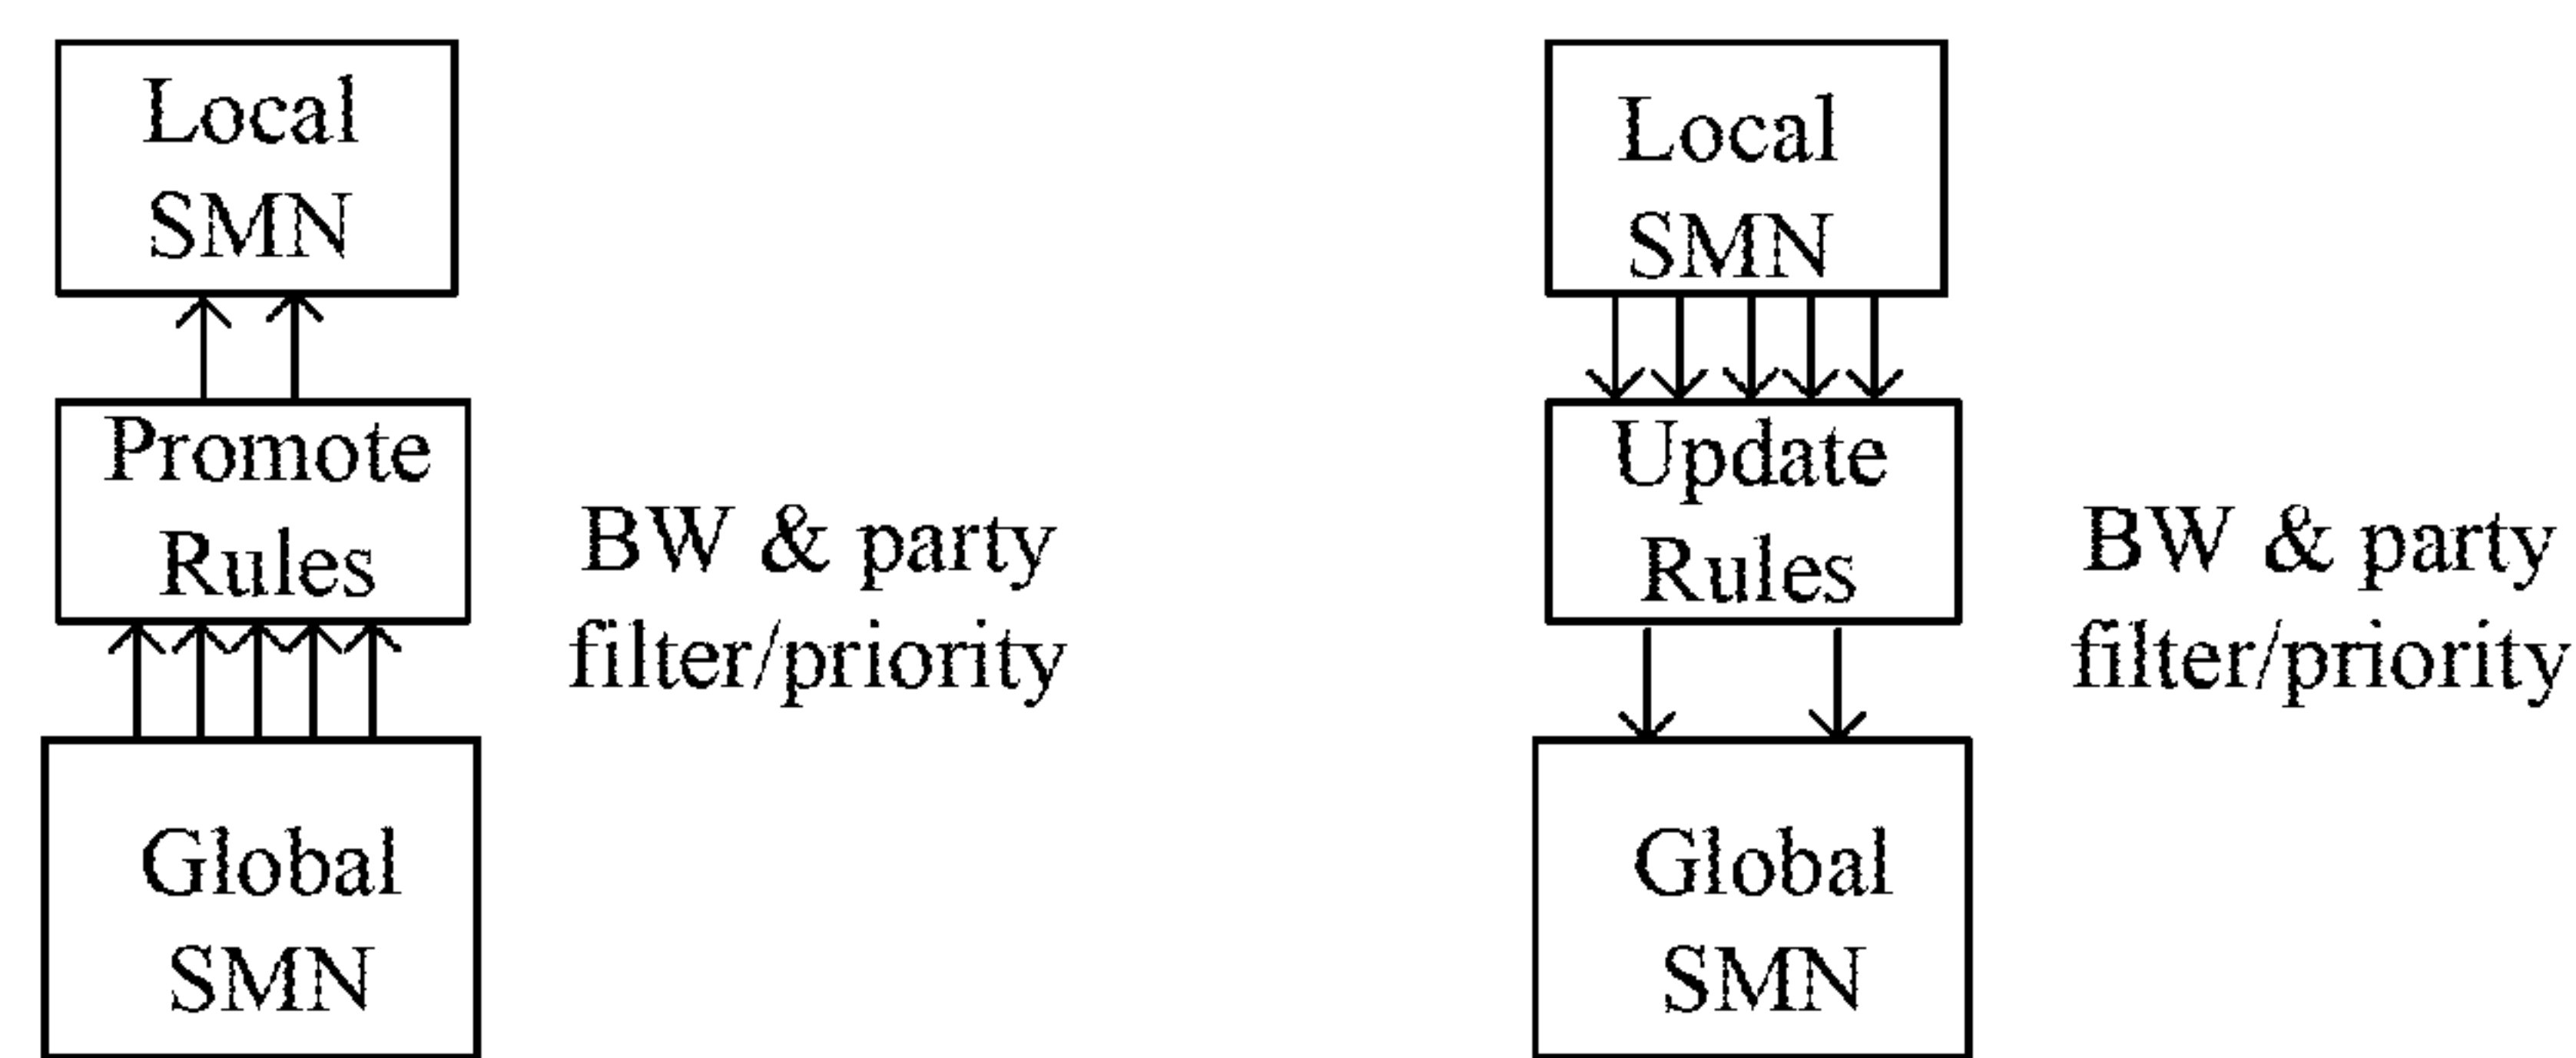 Local
SMN
Promote
Rules
BW & party
filter/priority
Global
SMN
Local
SMN
Update
Rules
BW & party
filter/priority
Global
SMN